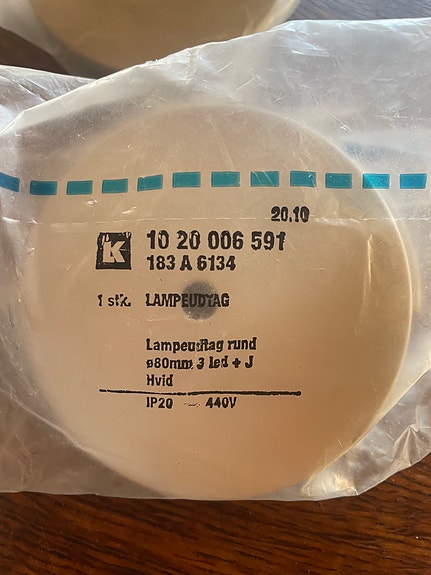 20.10
K
10 20 006 591
183 A 6134
1 stk. LAMPEUDTAG
Lampeudtag rund
ø80mm 3 led + J
Hvid
IP20 - 440V